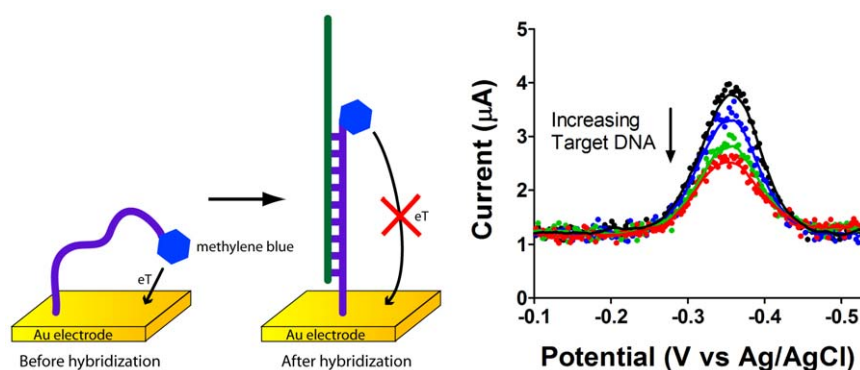 methylene blue
eT
Au electrode
Before hybridization
eT
Au electrode
After hybridization
Current (μA)
5
4
3
2
1
0
Increasing
Target DNA
-0.1
-0.2
-0.3
-0.4
-0.5
Potential (V vs Ag/AgCl)